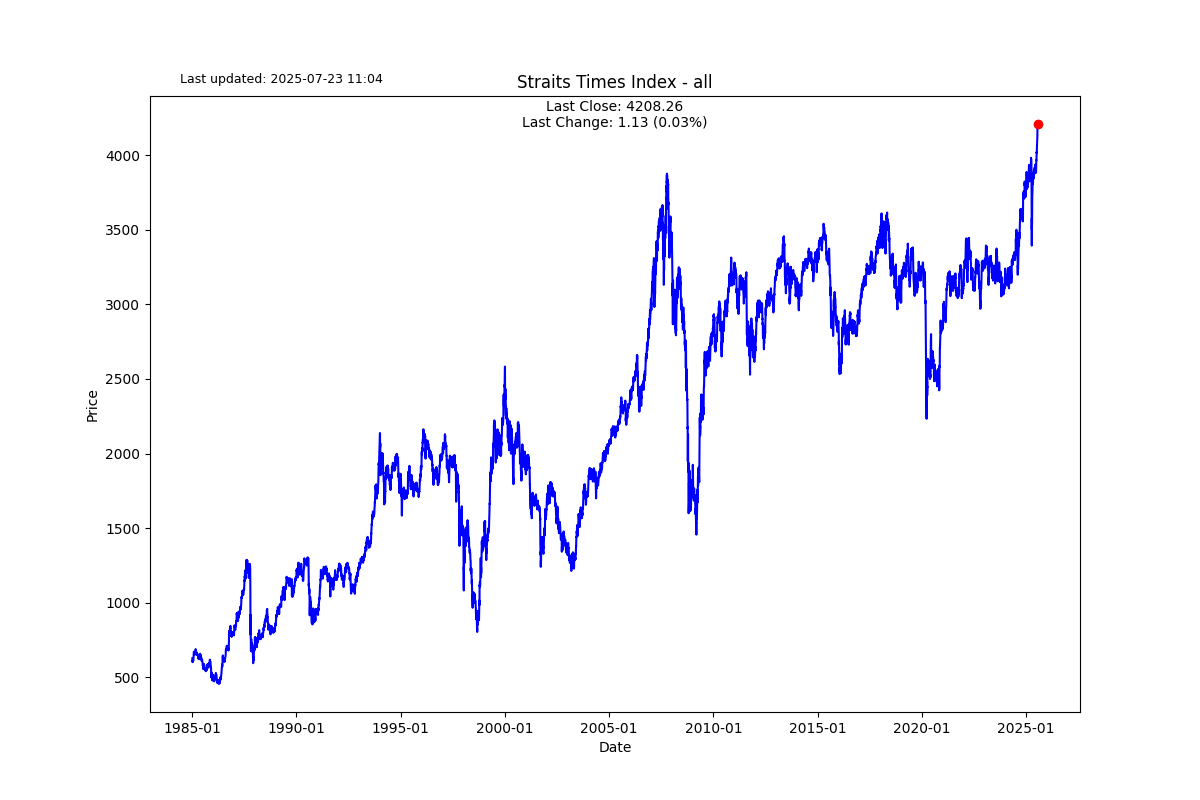 Last updated: 2025-07-23 11:04
Straits Times Index - all
Last Close: 4208.26
Last Change: 1.13 (0.03%)
4000
3500
3000
2500
2000
1500
1000
500
Price
1985-01 1990-01 1995-01 2000-01 2005-01 2010-01 2015-01 2020-01 2025-01
Date